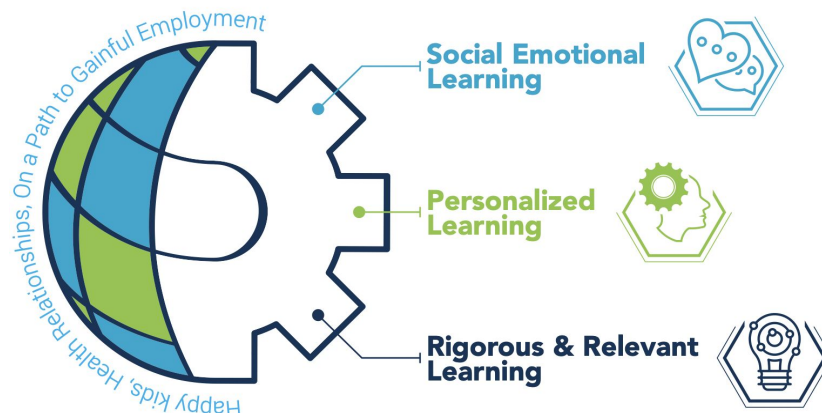 Happy kids, Health Relationships, On a Path to Gainful Employment
Social Emotional
Learning
Personalized
Learning
Rigorous & Relevant
Learning